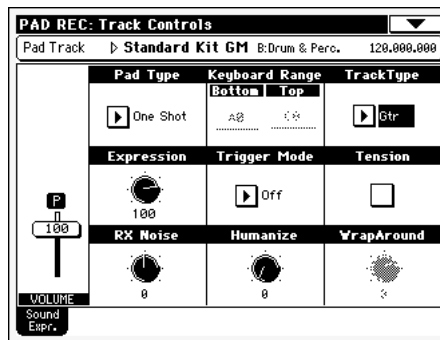 PAD REC: Track Controls
Pad Track Standard Kit GM B:Drum & Perc. 120.000.000
Pad Type Keyboard Range TrackType
Bottom Top
One Shot Gtr
Expression Trigger Mode Tension
100 Off
P
100
RX Noise Humanize WrapAround
0 0
VOLUME
Sound
Expr.